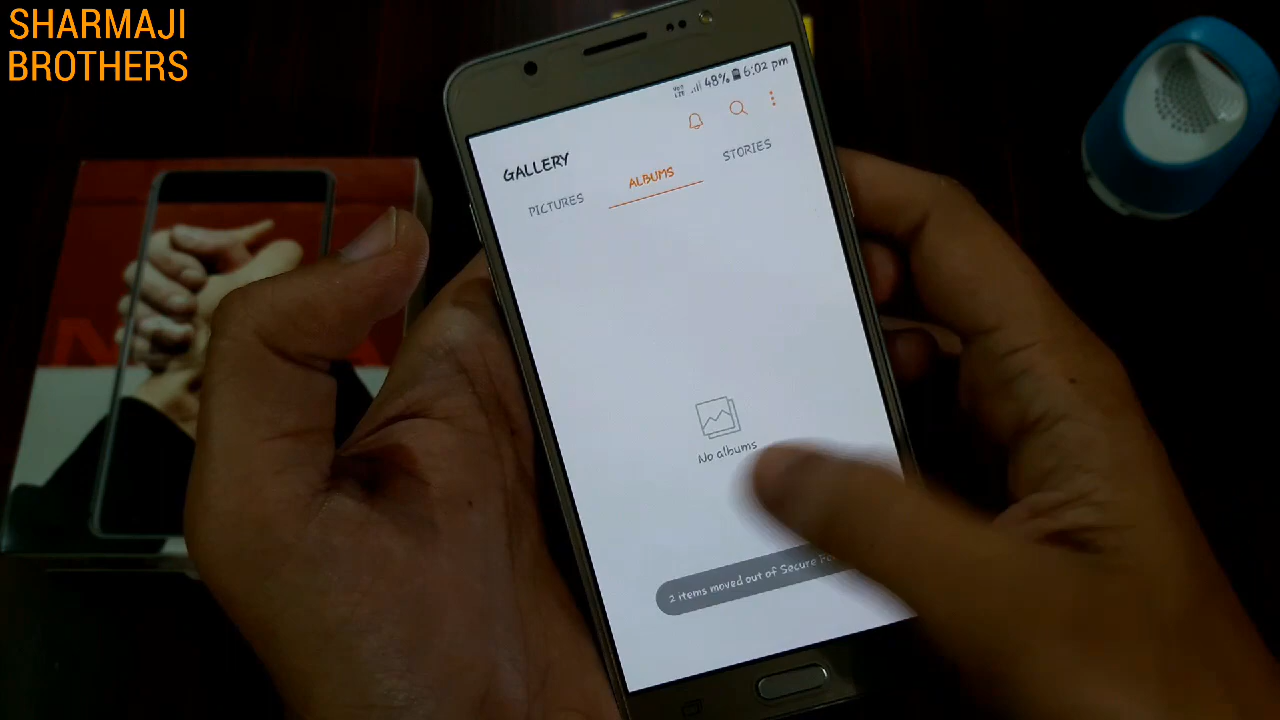 SHARMAJI
BROTHERS
48% 6:02 pm
GALLERY
PICTURES
ALBUMS
STORIES
No albums
2 items moved out of Secure